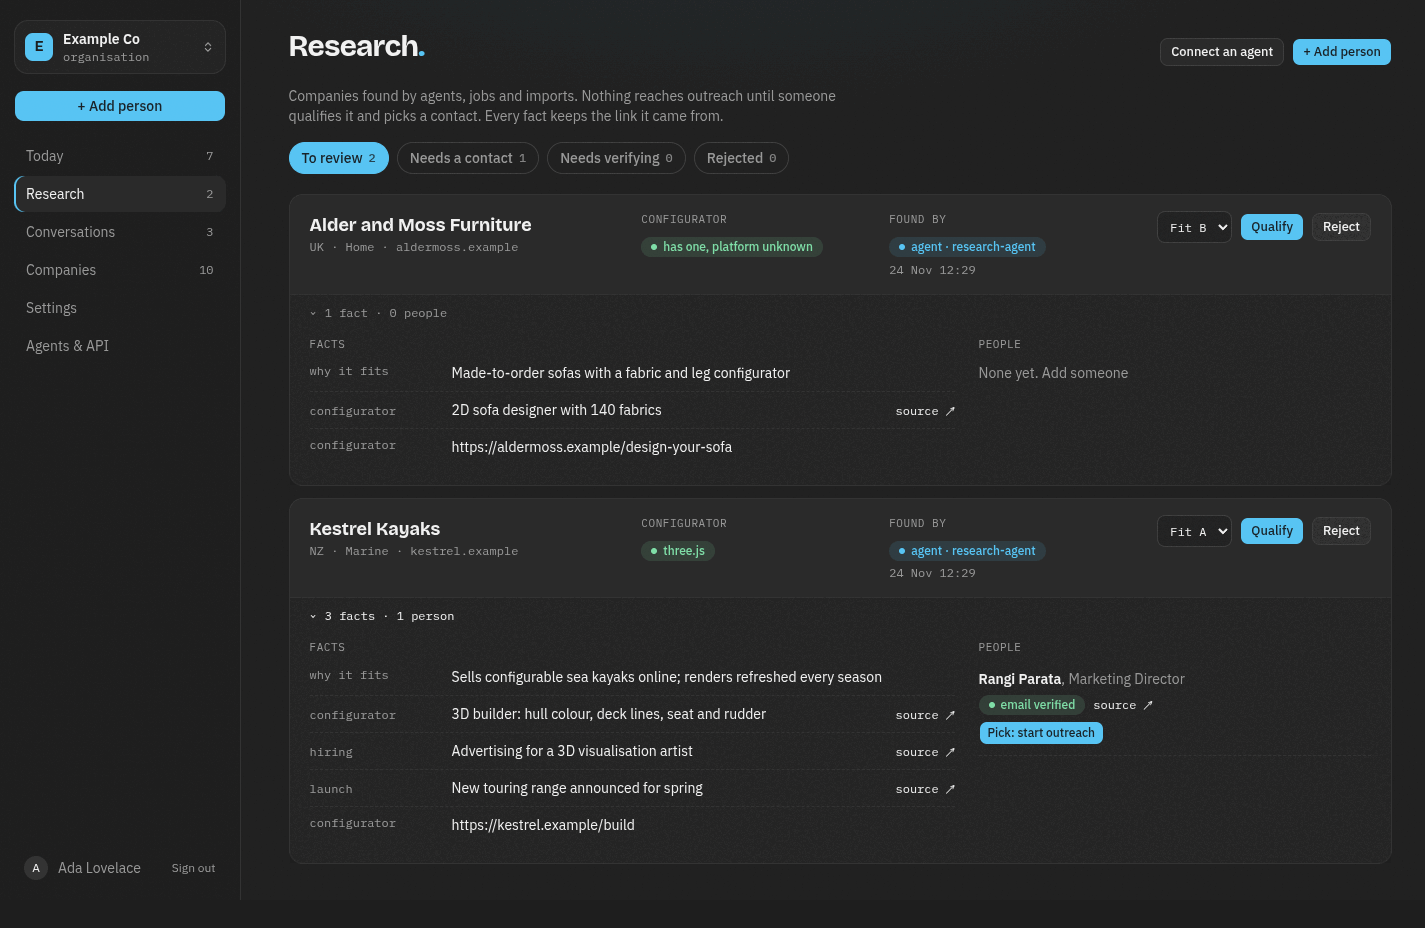 E
Example Co
organisation
+ Add person
Today 7
Research 2
Conversations 3
Companies 10
Settings
Agents & API
A Ada Lovelace Sign out
Research.
Connect an agent
+ Add person
Companies found by agents, jobs and imports. Nothing reaches outreach until someone
qualifies it and picks a contact. Every fact keeps the link it came from.
To review 2
Needs a contact 1
Needs verifying 0
Rejected 0
Alder and Moss Furniture
UK · Home · aldermoss.example
CONFIGURATOR
has one, platform unknown
FOUND BY
agent · research-agent
24 Nov 12:29
Fit B
Qualify
Reject
1 fact · 0 people
FACTS
why it fits Made-to-order sofas with a fabric and leg configurator
configurator 2D sofa designer with 140 fabrics source ↗
configurator https://aldermoss.example/design-your-sofa
PEOPLE
None yet. Add someone
Kestrel Kayaks
NZ · Marine · kestrel.example
CONFIGURATOR
three.js
FOUND BY
agent · research-agent
24 Nov 12:29
Fit A
Qualify
Reject
3 facts · 1 person
FACTS
why it fits Sells configurable sea kayaks online; renders refreshed every season
configurator 3D builder: hull colour, deck lines, seat and rudder source ↗
hiring Advertising for a 3D visualisation artist source ↗
launch New touring range announced for spring source ↗
configurator https://kestrel.example/build
PEOPLE
Rangi Parata, Marketing Director
email verified source ↗
Pick: start outreach